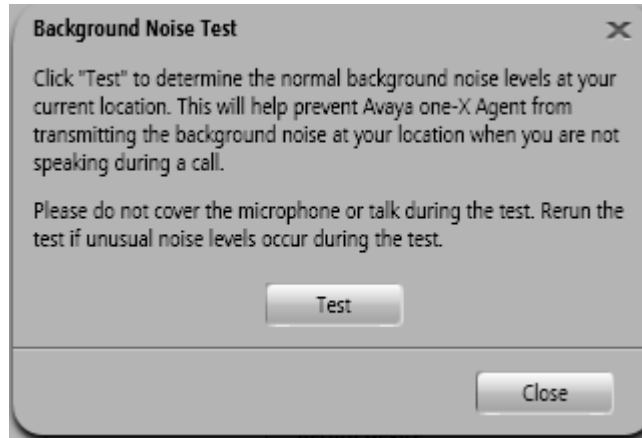 Background Noise Test
Click "Test" to determine the normal background noise levels at your
current location. This will help prevent Avaya one-X Agent from
transmitting the background noise at your location when you are not
speaking during a call.
Please do not cover the microphone or talk during the test. Rerun the
test if unusual noise levels occur during the test.
Test
Close